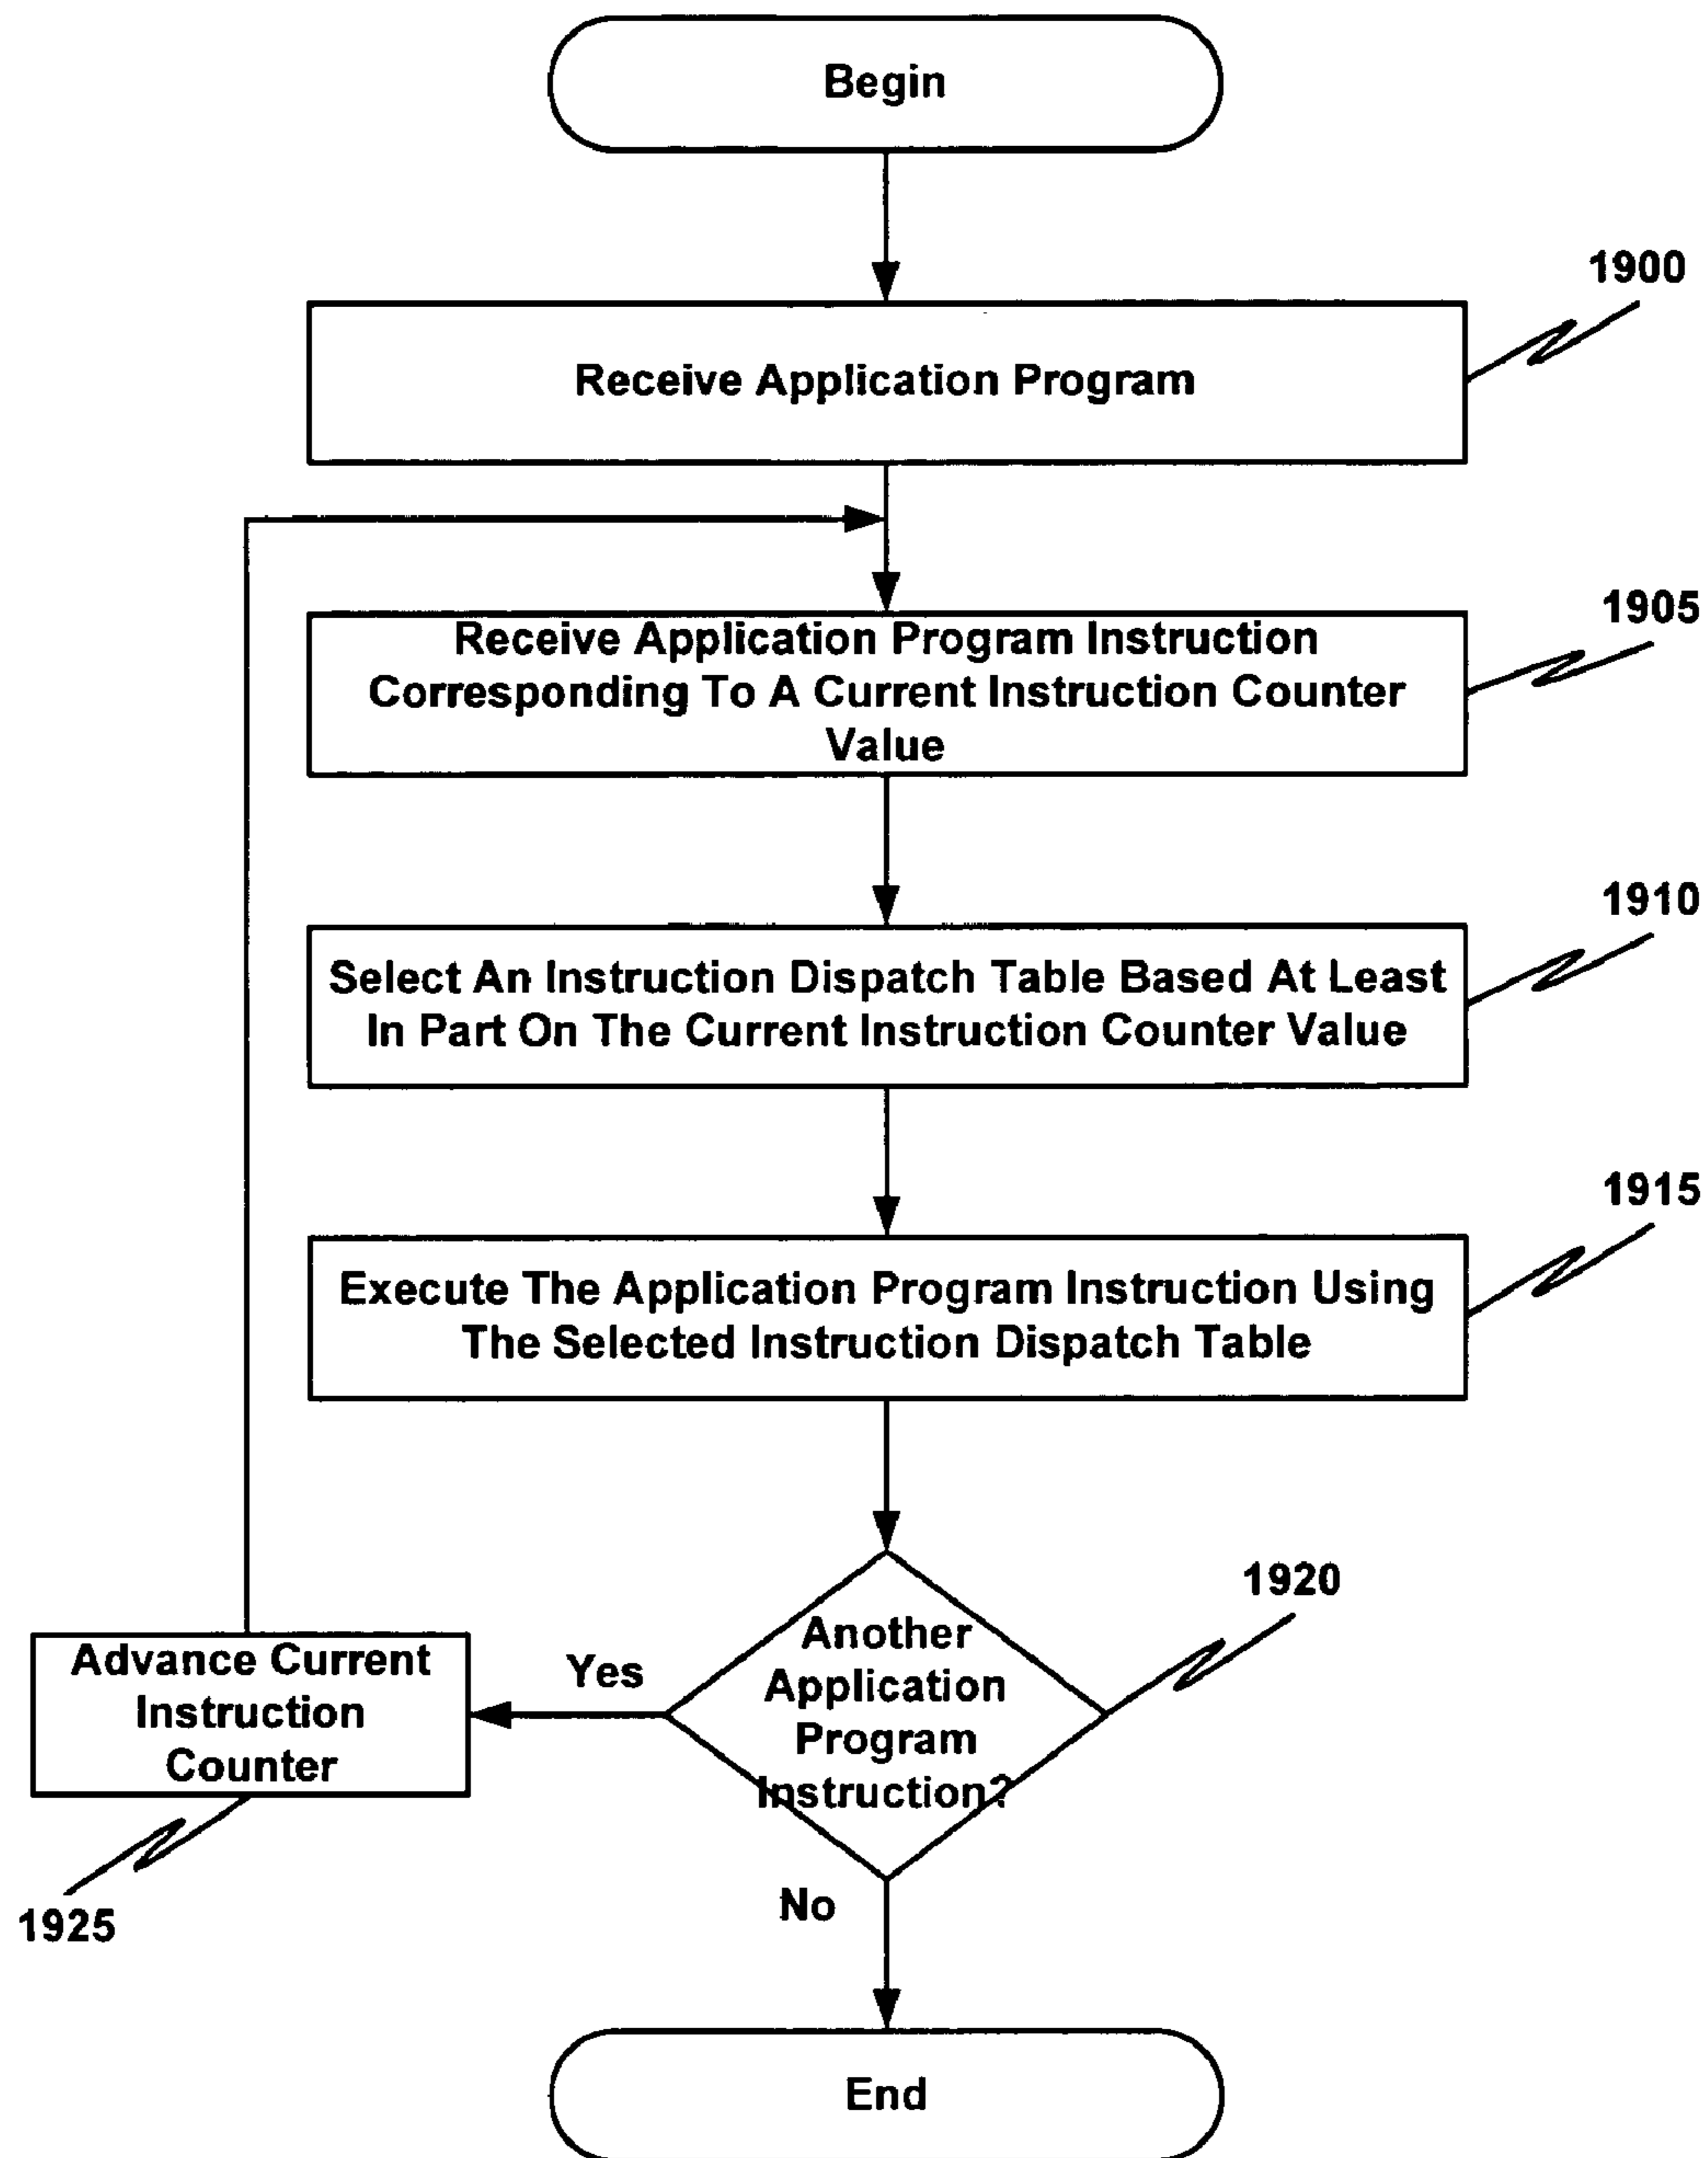 Begin
1900
Receive Application Program
1905
Receive Application Program Instruction
Corresponding To A Current Instruction Counter
Value
1910
Select An Instruction Dispatch Table Based At Least
In Part On The Current Instruction Counter Value
1915
Execute The Application Program Instruction Using
The Selected Instruction Dispatch Table
1920
Another
Application
Program
Instruction?
Yes
Advance Current
Instruction
Counter
1925
No
End